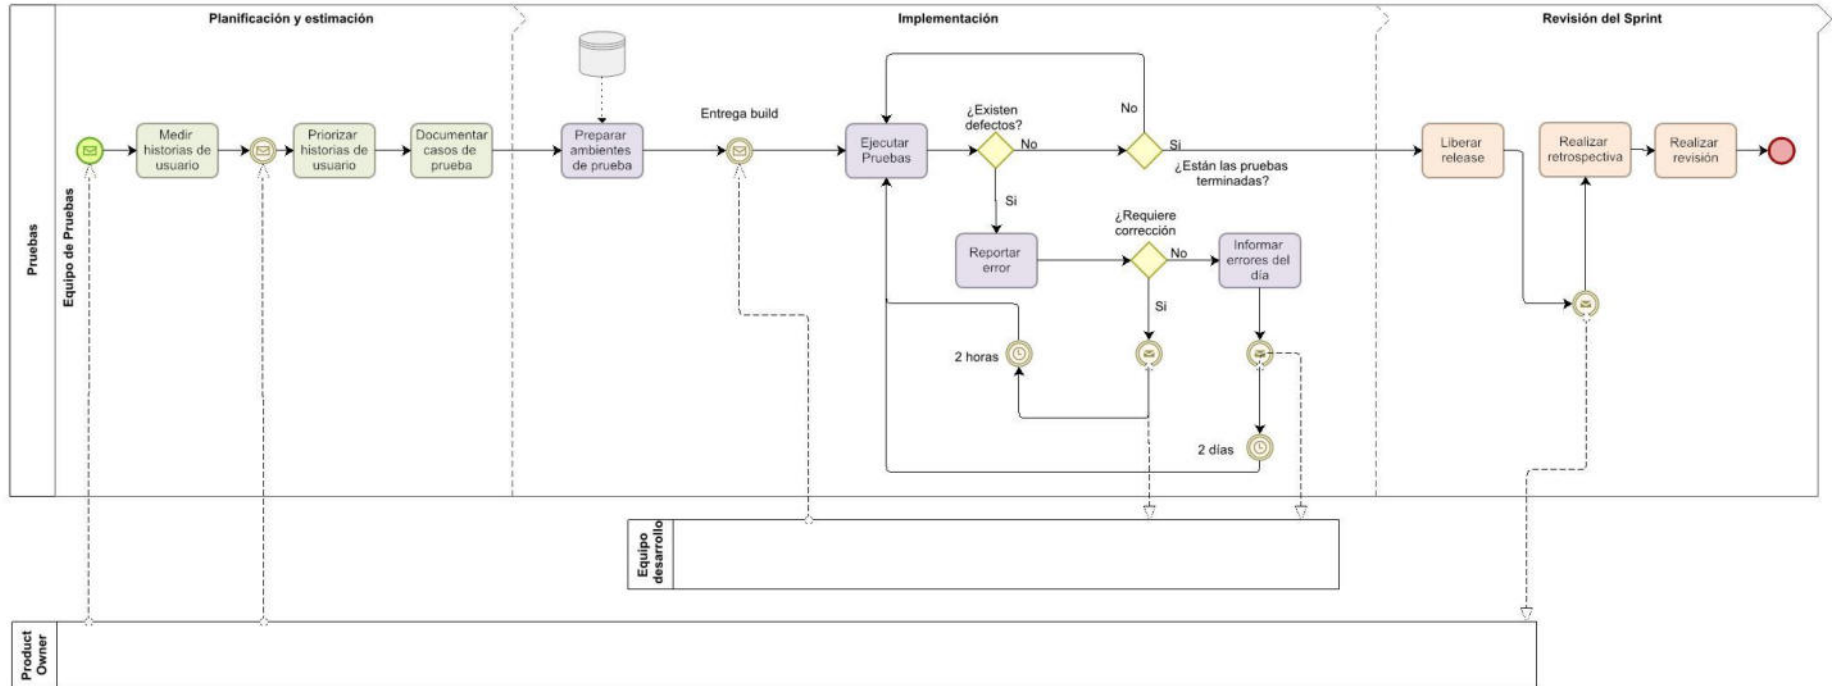 Planificación y estimación
Implementación
Revisión del Sprint
Pruebas
Equipo de Pruebas
Medir
historias de
usuario
Priorizar
historias de
usuario
Documentar
casos de
prueba
Preparar
ambientes
de prueba
Entrega build
Ejecutar
Pruebas
¿Existen
defectos?
No
No
Si
¿Están las pruebas
terminadas?
Si
Reportar
error
¿Requiere
corrección
No
Informar
errores del
día
Si
2 horas
2 días
Liberar
release
Realizar
retrospectiva
Realizar
revisión
Equipo
desarrollo
Product
Owner